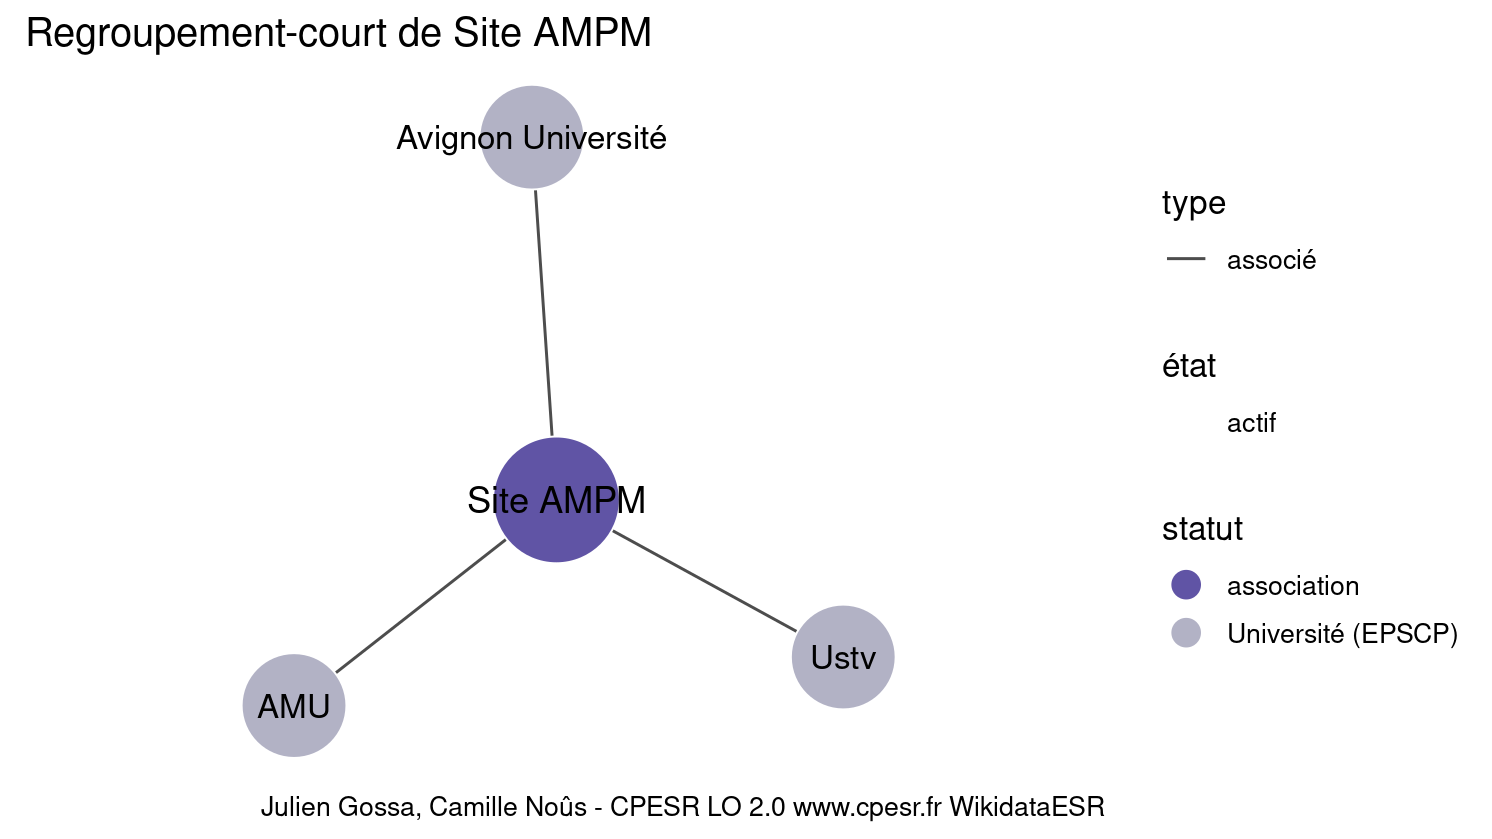 Regroupement-court de Site AMPM
Avignon Université
Site AMPM
Ustv
AMU
type
associé
état
actif
statut
association
Université (EPSCP)
Julien Gossa, Camille Noûs - CPESR LO 2.0 www.cpesr.fr WikidataESR